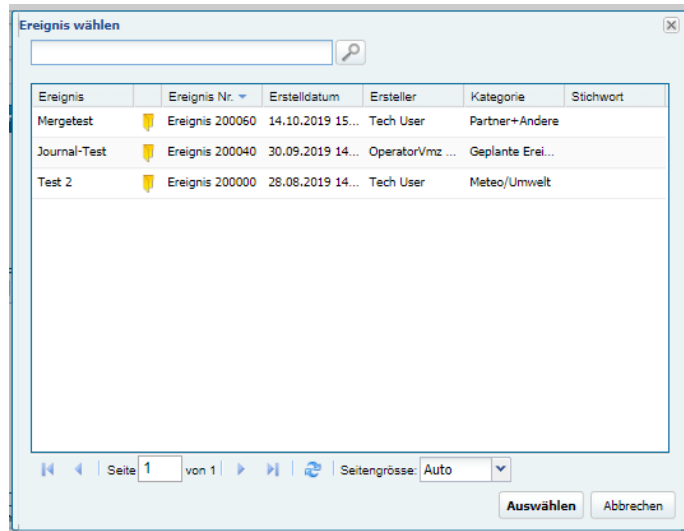 Ereignis wählen
Ereignis Ereignis Nr. Erstelldatum Ersteller Kategorie Stichwort
Mergetest Ereignis 200060 14.10.2019 15... Tech User Partner+Andere
Journal-Test Ereignis 200040 30.09.2019 14... OperatorVmz ... Geplante Erei...
Test 2 Ereignis 200000 28.08.2019 14... Tech User Meteo/Umwelt
Seite 1 von 1 Seitengrösse: Auto
Auswählen Abbrechen